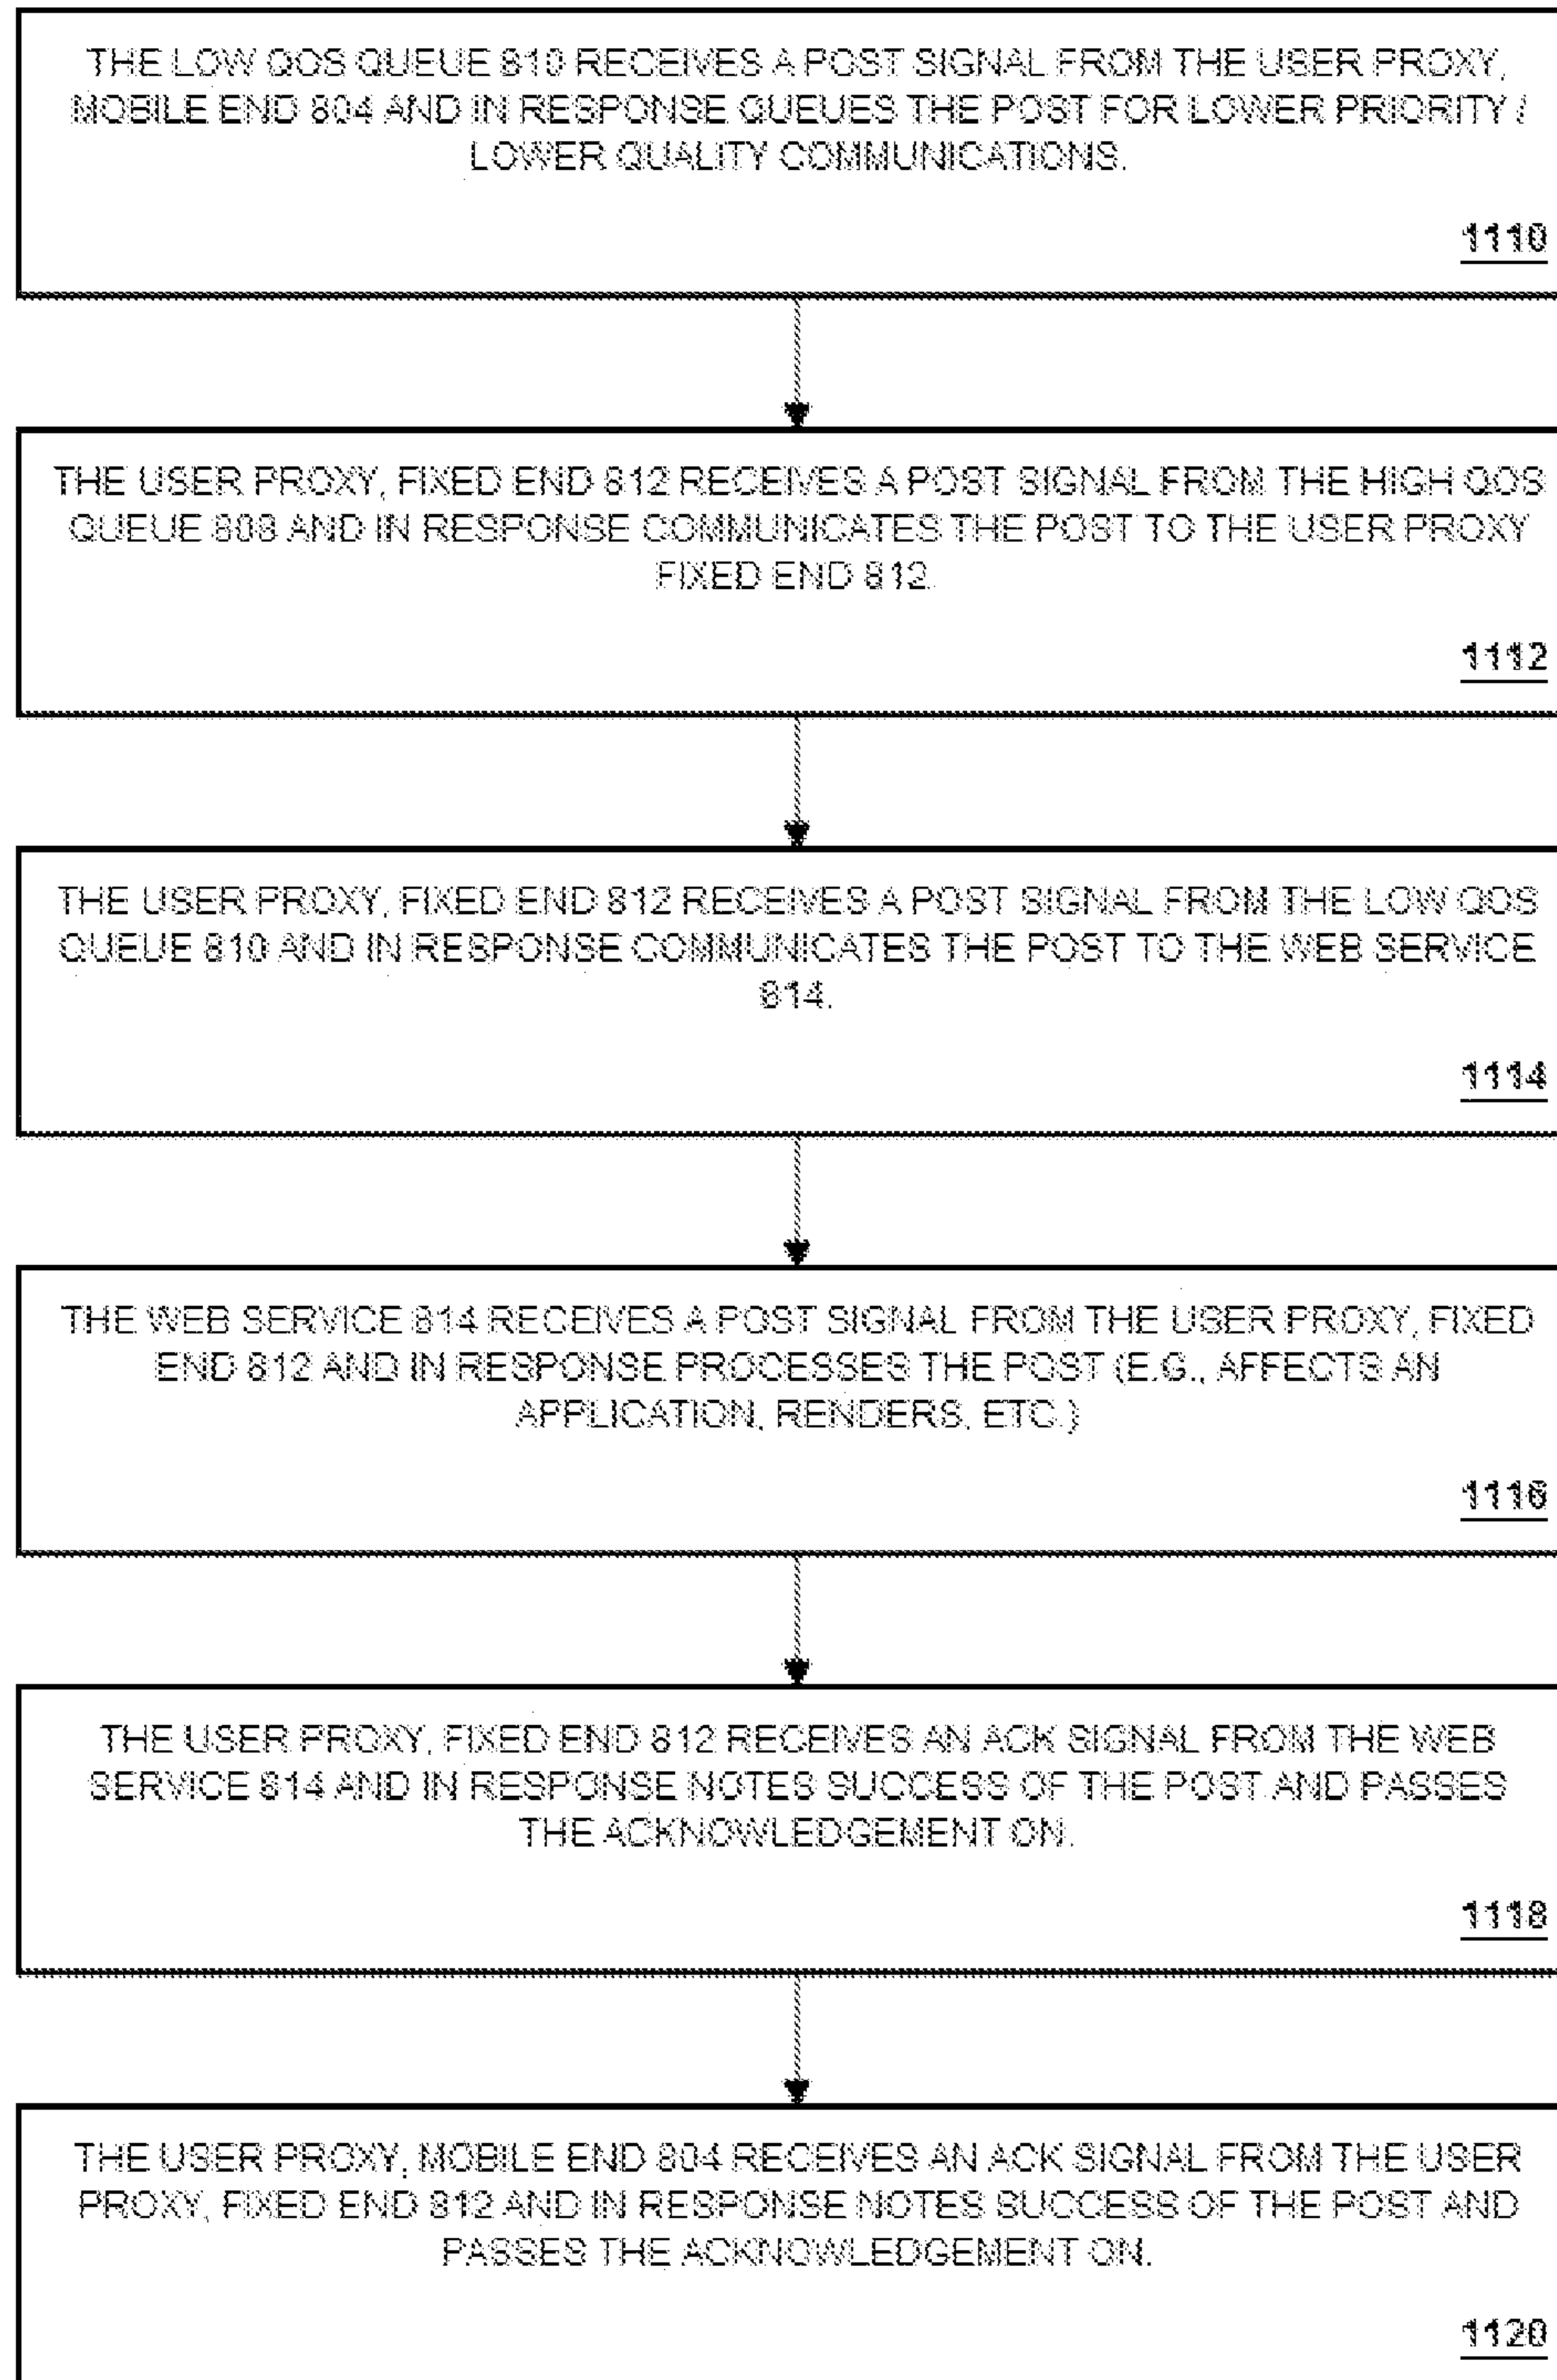 THE LOW QOS QUEUE 810 RECEIVES A POST SIGNAL FROM THE USER PROXY,
MOBILE END 804 AND IN RESPONSE QUEUES THE POST FOR LOWER PRIORITY /
LOWER QUALITY COMMUNICATIONS.
1110
THE USER PROXY, FIXED END 812 RECEIVES A POST SIGNAL FROM THE HIGH QOS
QUEUE 808 AND IN RESPONSE COMMUNICATES THE POST TO THE USER PROXY
FIXED END 812.
1112
THE USER PROXY, FIXED END 812 RECEIVES A POST SIGNAL FROM THE LOW QOS
QUEUE 810 AND IN RESPONSE COMMUNICATES THE POST TO THE WEB SERVICE
814.
1114
THE WEB SERVICE 814 RECEIVES A POST SIGNAL FROM THE USER PROXY, FIXED
END 812 AND IN RESPONSE PROCESSES THE POST (E.G., AFFECTS AN
APPLICATION, RENDERS, ETC.)
1116
THE USER PROXY, FIXED END 812 RECEIVES AN ACK SIGNAL FROM THE WEB
SERVICE 814 AND IN RESPONSE NOTES SUCCESS OF THE POST AND PASSES
THE ACKNOWLEDGEMENT ON.
1118
THE USER PROXY, MOBILE END 804 RECEIVES AN ACK SIGNAL FROM THE USER
PROXY, FIXED END 812 AND IN RESPONSE NOTES SUCCESS OF THE POST AND
PASSES THE ACKNOWLEDGEMENT ON.
1120